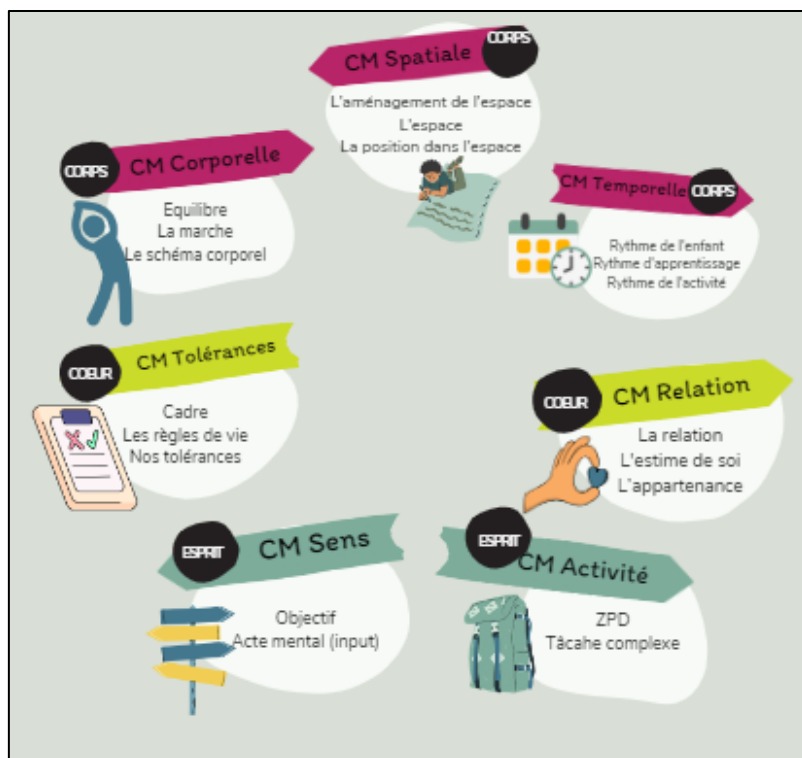 CORPS
CM Spatiale
L'aménagement de l'espace
L'espace
La position dans l'espace
CORPS
CM Corporelle
Equilibre
La marche
Le schéma corporel
CM Temporelle
CORPS
Rythme de l'enfant
Rythme d'apprentissage
Rythme de l'activité
COEUR
CM Tolérances
Cadre
Les règles de vie
Nos tolérances
COEUR
CM Relation
La relation
L'estime de soi
L'appartenance
ESPRIT
CM Sens
Objectif
Acte mental (input)
ESPRIT
CM Activité
ZPD
Tâcahe complexe